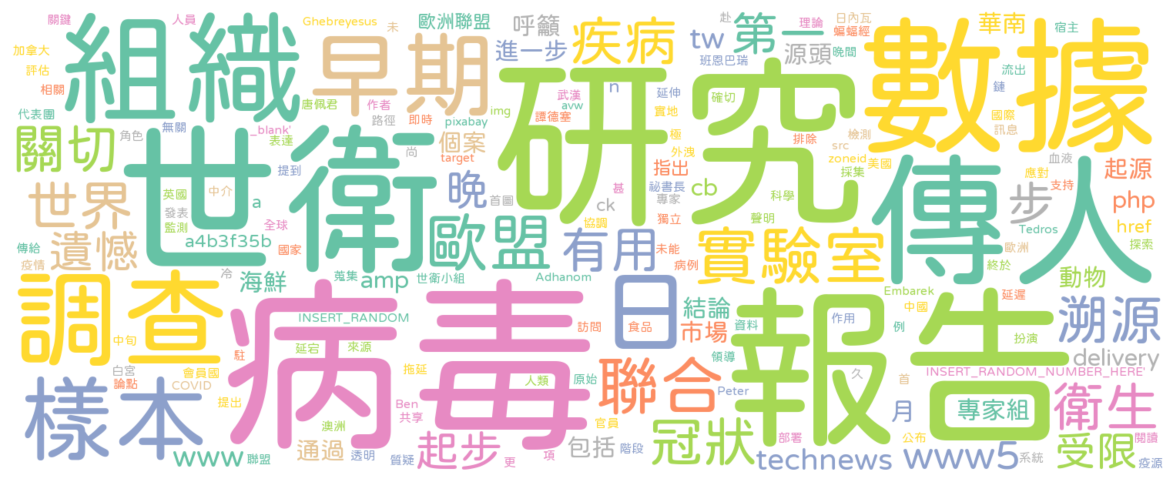 關鍵
人員
Ghebreyesus
未
歐洲聯盟
呼籲
疾病
tw
赴
第一
理論
日內瓦
華南
宿主
加拿大
評估
相關
代表團
組織
早期
進一步
源頭
班恩巴瑞
晚間
蝙蝠經
數據
流出
鏈
國際
訊息
唐佩君
作者
路徑
即時
img
n
武漢
avw
pixabay
譚德塞
延伸
實地
極
外洩
確切
排除
檢測
src
zoneid
採集
美國
血液
應對
支持
關切
角色
無關
_blank'
表達
個案
尚
target
研究
指出
秘書長
專家
cb
科學
起源
php
href
世界
遺憾
英國
中介
發表
監測
提到
a
全球
a4b3f35b
國家
世衛
晚
首圖
歐盟
ck
甚
協調
有用
獨立
未能
病例
聲明
實驗室
傳人
步
Tedros
歐洲
探索
終於
動物
傳給
疫情
冷
海鮮
蒐集
amp
世衛小組
Adhanom
日
結論
市場
資料
Embarek
中國
延遲
例
作用
扮演
溯源
調查
中旬
INSERT_RANDOM
延宕
來源
駐
訪問
食品
領導
病毒
報告
delivery
白宮
論點
會員國
COVID
提出
拖延
人類
原始
聯合
Peter
久
首
INSERT_RANDOM_NUMBER_HERE'
樣本
澳洲
Ben
共享
官員
月
專家組
衛生
www
聯盟
通過
透明
質疑
起步
更
項
包括
階段
冠狀
部署
technews
公布
www5
系統
受限
閱讀
疫源